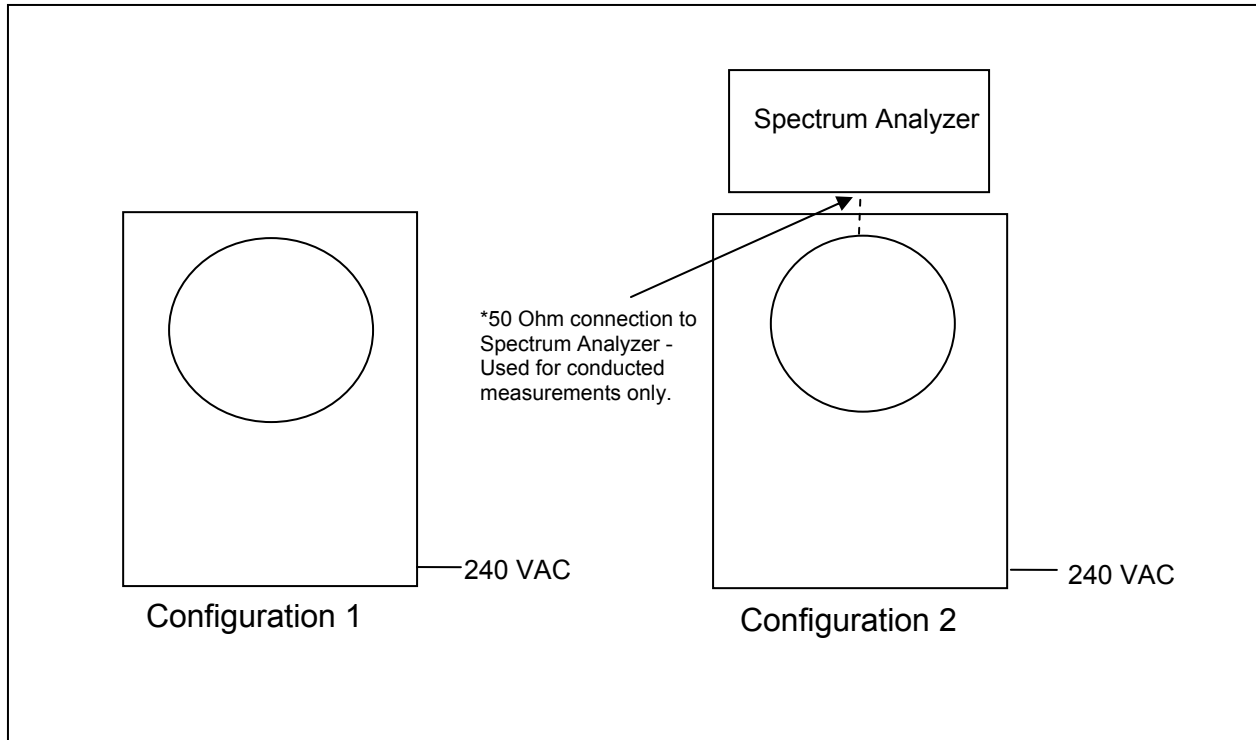 Spectrum Analyzer
*50 Ohm connection to
Spectrum Analyzer -
Used for conducted
measurements only.
240 VAC
240 VAC
Configuration 1
Configuration 2